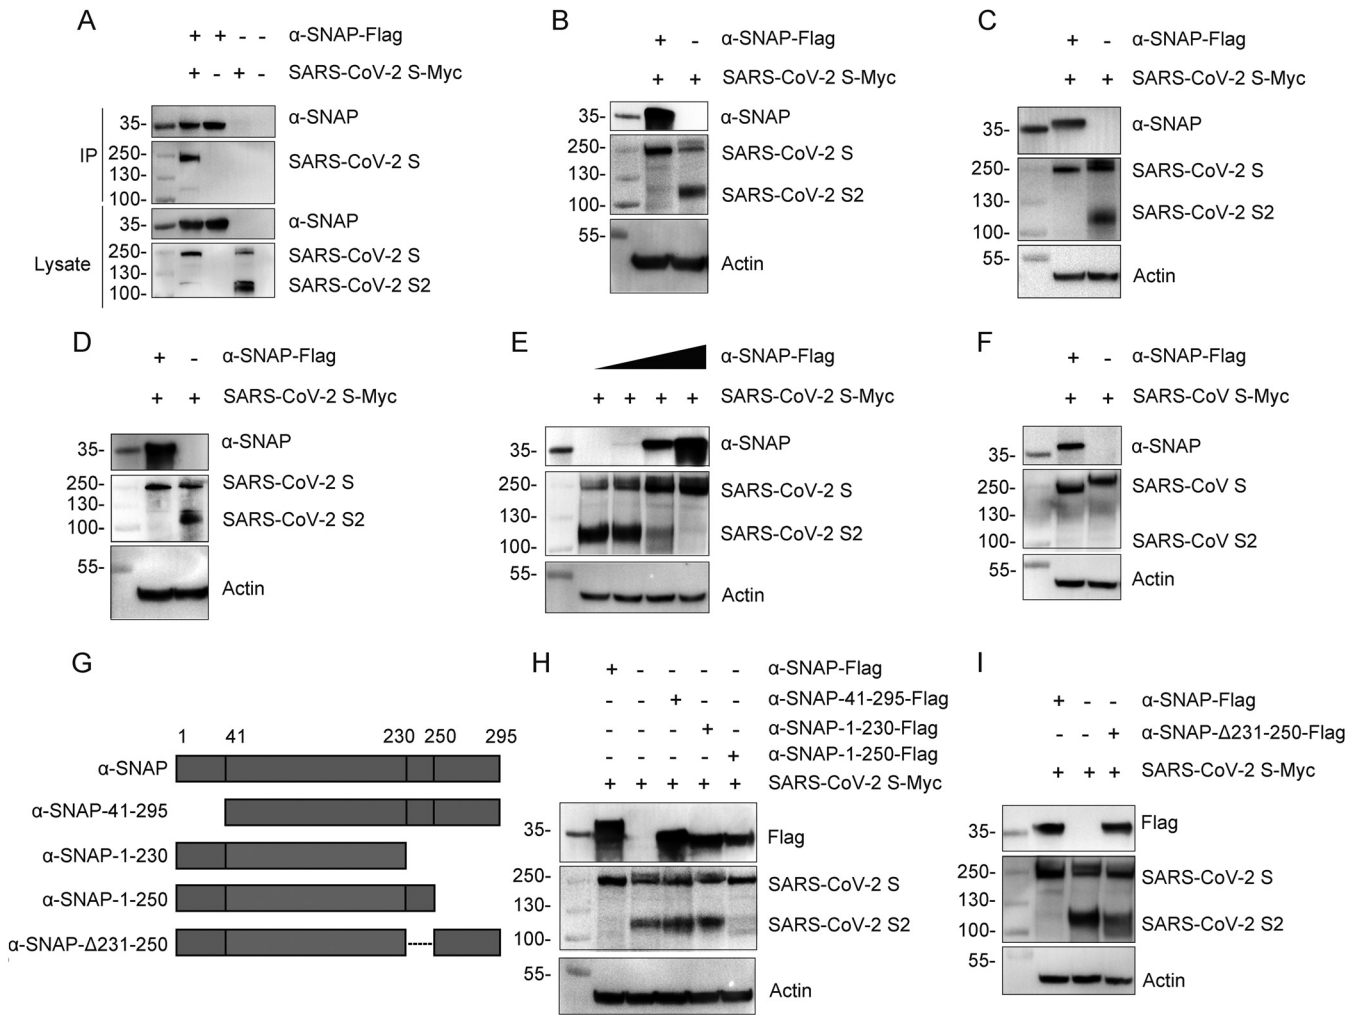 A
+ + - - α-SNAP-Flag
+ - + - SARS-CoV-2 S-Myc
IP
35- α-SNAP
250- SARS-CoV-2 S
130-
100-
Lysate
35- α-SNAP
250- SARS-CoV-2 S
130-
100- SARS-CoV-2 S2
B
+ - α-SNAP-Flag
+ + SARS-CoV-2 S-Myc
35- α-SNAP
250- SARS-CoV-2 S
130-
100- SARS-CoV-2 S2
55-
Actin
C
+ - α-SNAP-Flag
+ + SARS-CoV-2 S-Myc
35- α-SNAP
250- SARS-CoV-2 S
130-
100- SARS-CoV-2 S2
55-
Actin
D
+ - α-SNAP-Flag
+ + SARS-CoV-2 S-Myc
35- α-SNAP
250- SARS-CoV-2 S
130-
100- SARS-CoV-2 S2
55-
Actin
E
α-SNAP-Flag
+ + + + SARS-CoV-2 S-Myc
35- α-SNAP
250- SARS-CoV-2 S
130-
100- SARS-CoV-2 S2
55-
Actin
F
+ - α-SNAP-Flag
+ + SARS-CoV S-Myc
35- α-SNAP
250- SARS-CoV S
130-
100- SARS-CoV S2
55-
Actin
G
1 41 230 250 295
α-SNAP
α-SNAP-41-295
α-SNAP-1-230
α-SNAP-1-250
α-SNAP-Δ231-250
H
+ - - - - α-SNAP-Flag
- - + - - α-SNAP-41-295-Flag
- - - + - α-SNAP-1-230-Flag
- - - - + α-SNAP-1-250-Flag
+ + + + + SARS-CoV-2 S-Myc
35- Flag
250- SARS-CoV-2 S
130-
100- SARS-CoV-2 S2
55-
Actin
I
+ - - α-SNAP-Flag
- - + α-SNAP-Δ231-250-Flag
+ + + SARS-CoV-2 S-Myc
35- Flag
250- SARS-CoV-2 S
130-
100- SARS-CoV-2 S2
55-
Actin